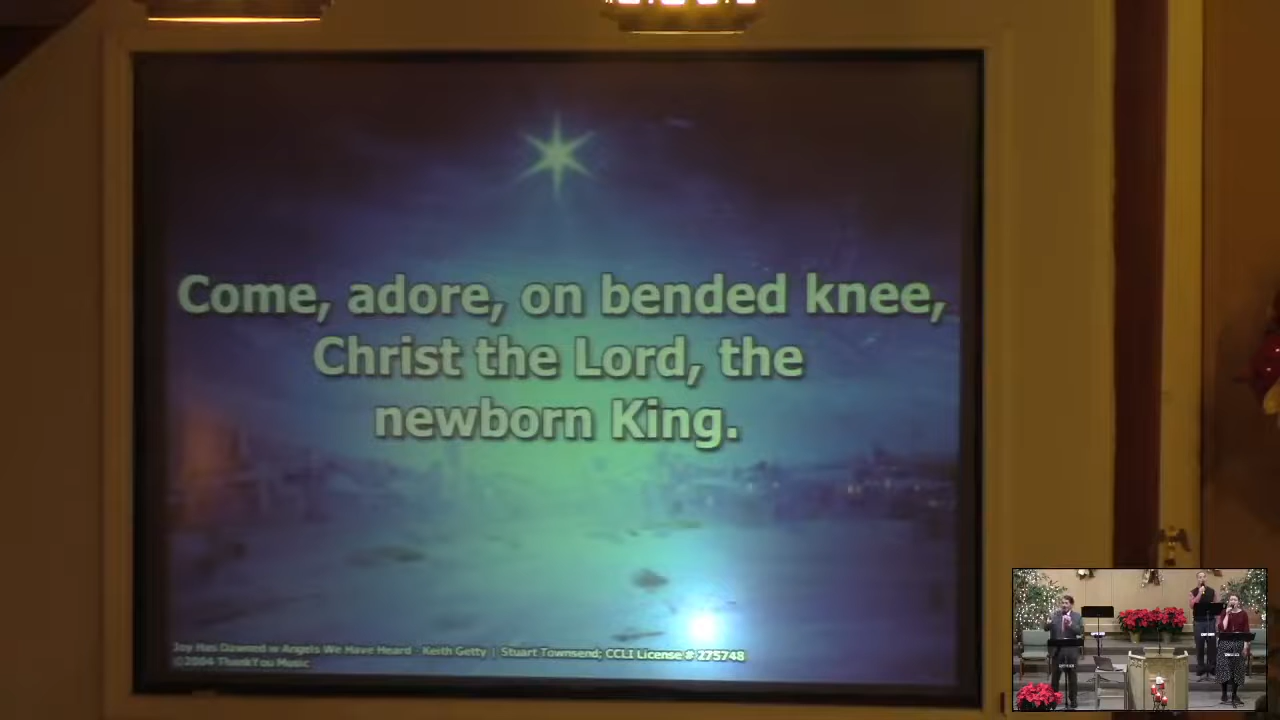 Come, adore, on bended knee,
Christ the Lord, the
newborn King.
Joy Has Dawned w Angels We Have Heard - Keith Getty | Stuart Townsend; CCLI License # 275748
©2004 ThankYou Music